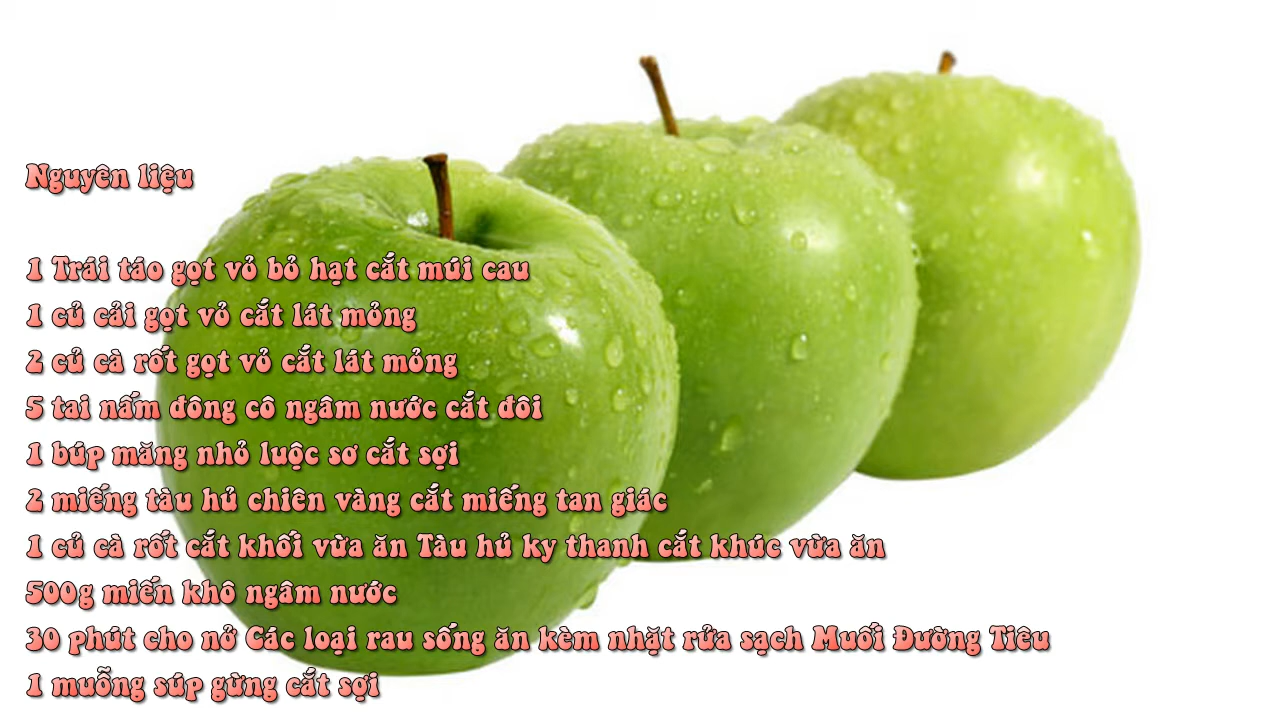 Nguyên liệu
1 Trái táo gọt vỏ bỏ hạt cắt múi cau
1 củ cải gọt vỏ cắt lát mỏng
2 củ cà rốt gọt vỏ cắt lát mỏng
5 tai nấm đông cô ngâm nước cắt đôi
1 búp măng nhỏ luộc sơ cắt sợi
2 miếng tàu hủ chiên vàng cắt miếng tan giác
1 củ cà rốt cắt khối vừa ăn Tàu hủ ky thanh cắt khúc vừa ăn
500g miến khô ngâm nước
30 phút cho nở Các loại rau sống ăn kèm nhặt rửa sạch Muối Đường Tiêu
1 muỗng súp gừng cắt sợi